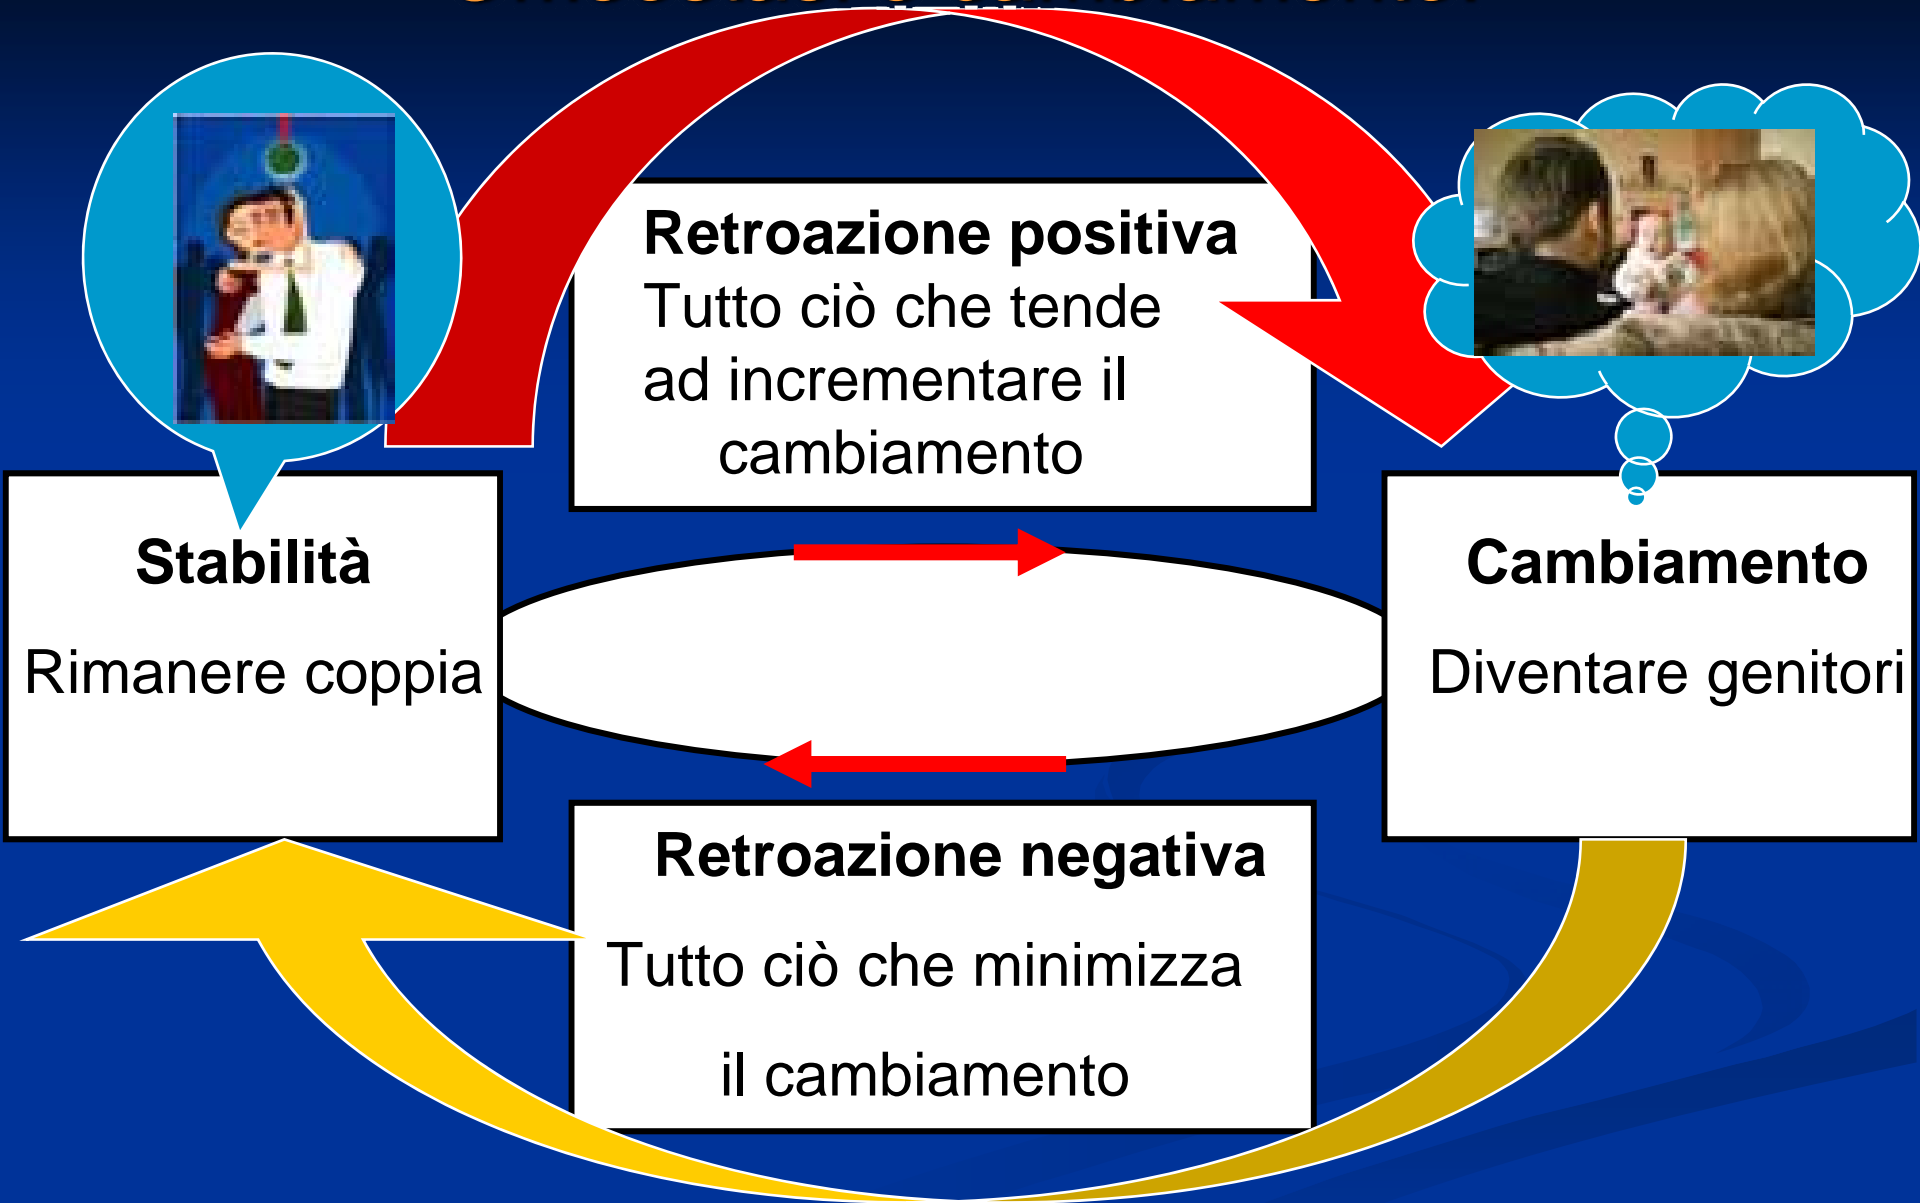 Retroazione positiva
Tutto ciò che tende
ad incrementare il
cambiamento
Stabilità
Rimanere coppia
Cambiamento
Diventare genitori
Retroazione negativa
Tutto ciò che minimizza
il cambiamento